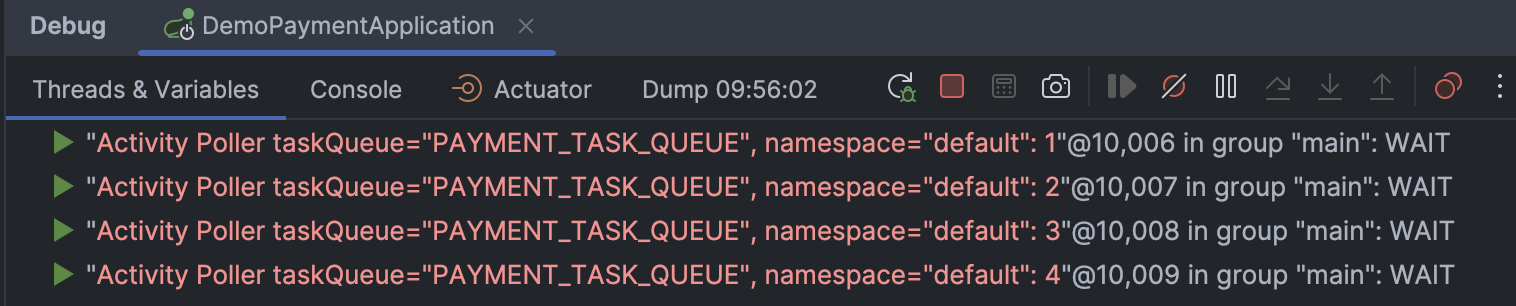 Debug DemoPaymentApplication
Threads & Variables Console Actuator Dump 09:56:02
"Activity Poller taskQueue="PAYMENT_TASK_QUEUE", namespace="default": 1"@10,006 in group "main": WAIT
"Activity Poller taskQueue="PAYMENT_TASK_QUEUE", namespace="default": 2"@10,007 in group "main": WAIT
"Activity Poller taskQueue="PAYMENT_TASK_QUEUE", namespace="default": 3"@10,008 in group "main": WAIT
"Activity Poller taskQueue="PAYMENT_TASK_QUEUE", namespace="default": 4"@10,009 in group "main": WAIT